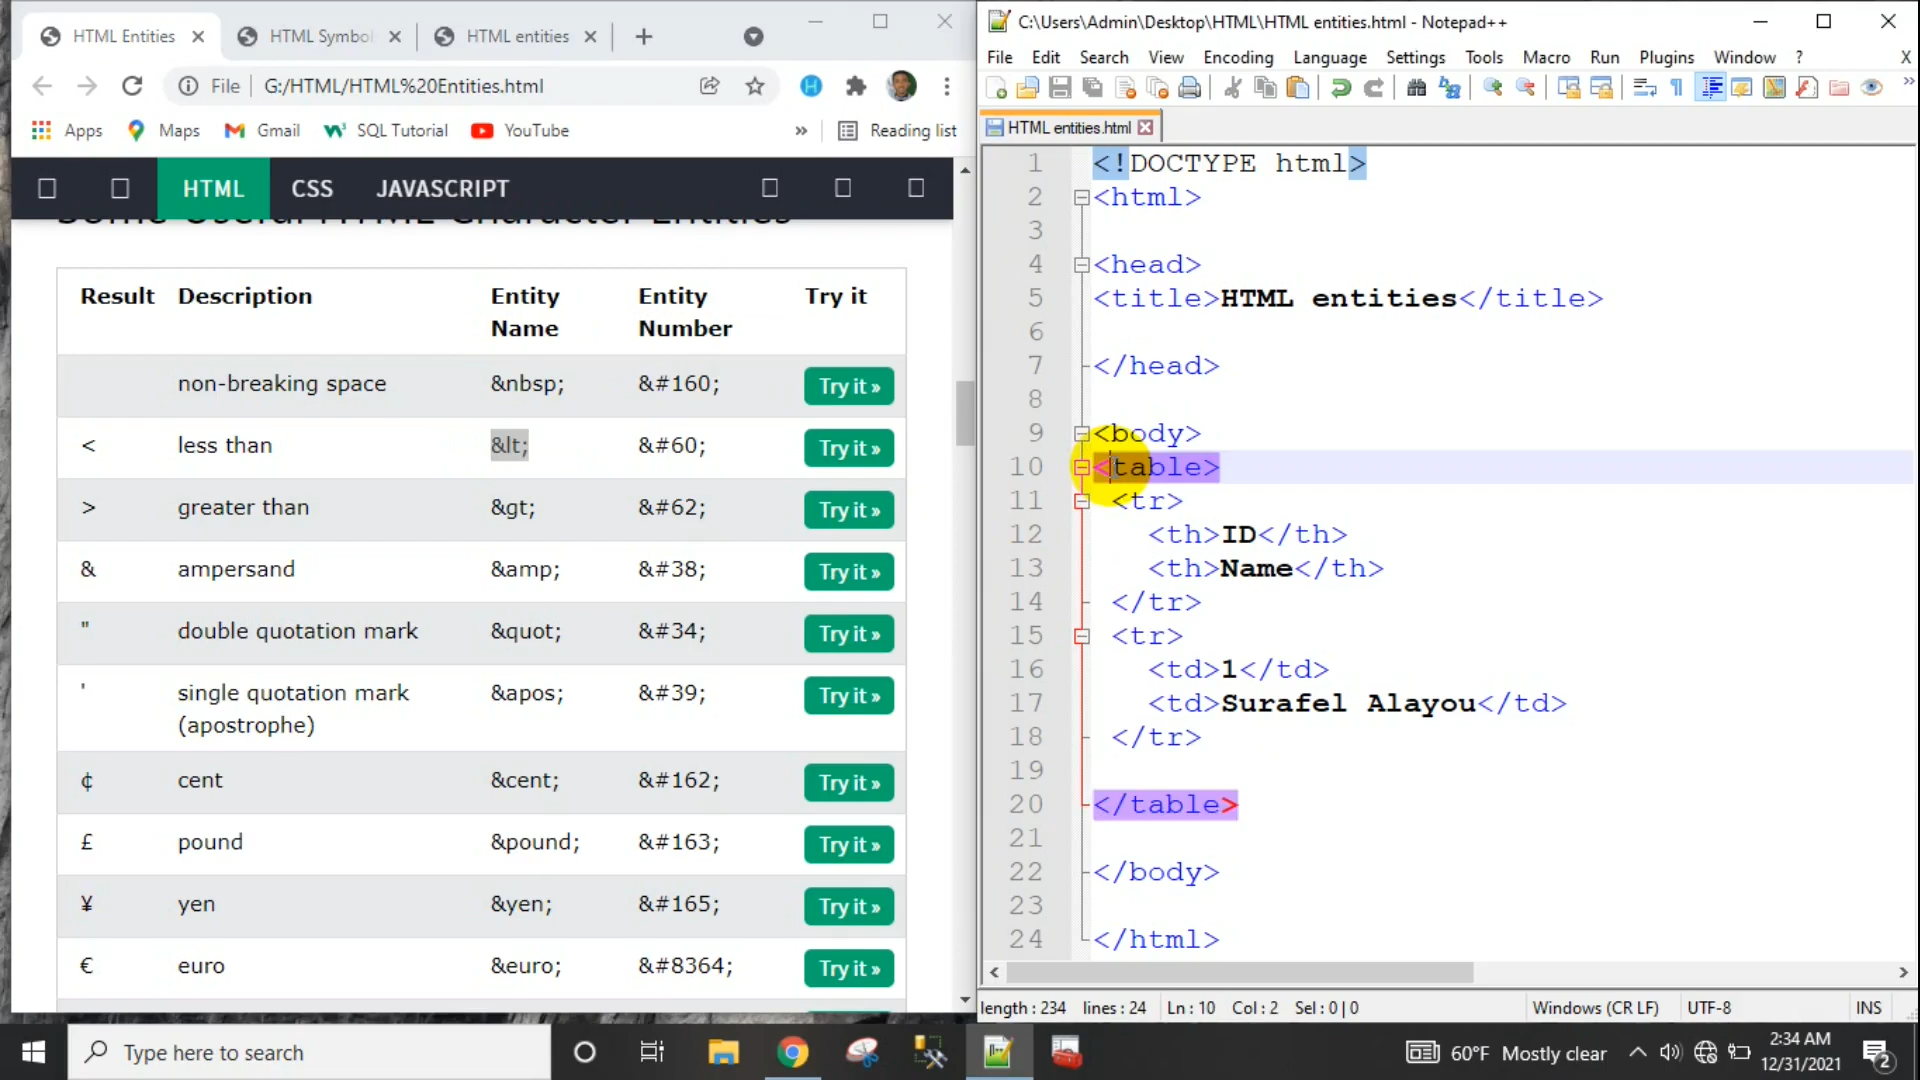 HTML Entities
HTML Symbol
HTML entities
File G:/HTML/HTML%20Entities.html
Apps Maps Gmail SQL Tutorial YouTube » Reading list
HTML CSS JAVASCRIPT
Some Useful HTML Character Entities
Result Description Entity Name Entity Number Try it
non-breaking space &nbsp; &#160; Try it »
< less than &lt; &#60; Try it »
> greater than &gt; &#62; Try it »
& ampersand &amp; &#38; Try it »
" double quotation mark &quot; &#34; Try it »
' single quotation mark (apostrophe) &apos; &#39; Try it »
¢ cent &cent; &#162; Try it »
£ pound &pound; &#163; Try it »
¥ yen &yen; &#165; Try it »
€ euro &euro; &#8364; Try it »
C:\Users\Admin\Desktop\HTML\HTML entities.html - Notepad++
File Edit Search View Encoding Language Settings Tools Macro Run Plugins Window ? X
HTML entities.html
1 <!DOCTYPE html>
2 <html>
3
4 <head>
5 <title>HTML entities</title>
6
7 </head>
8
9 <body>
10 <table>
11 <tr>
12 <th>ID</th>
13 <th>Name</th>
14 </tr>
15 <tr>
16 <td>1</td>
17 <td>Surafel Alayou</td>
18 </tr>
19
20 </table>
21
22 </body>
23
24 </html>
length : 234 lines : 24 Ln : 10 Col : 2 Sel : 0 | 0 Windows (CR LF) UTF-8 INS
Type here to search
60°F Mostly clear
2:34 AM
12/31/2021
2